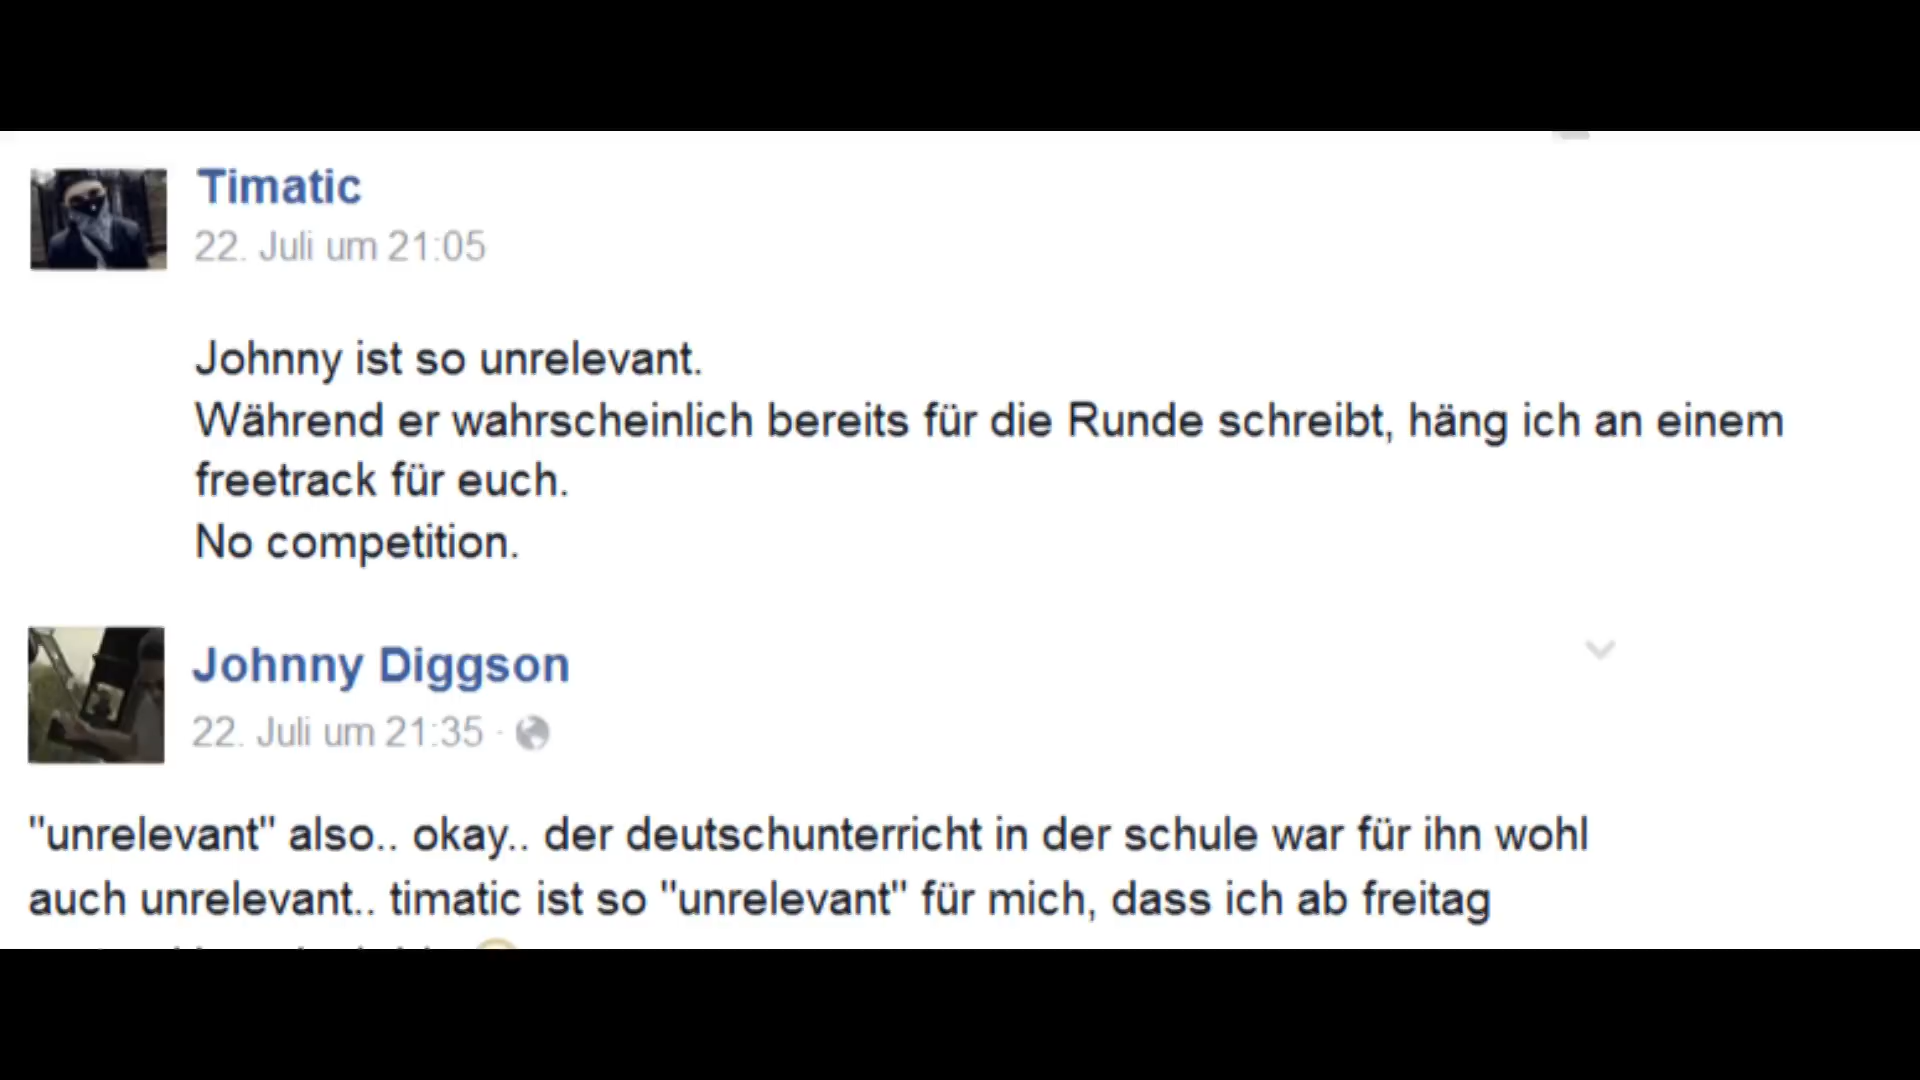 Timatic
22. Juli um 21:05
Johnny ist so unrelevant.
Während er wahrscheinlich bereits für die Runde schreibt, häng ich an einem
freetrack für euch.
No competition.
Johnny Diggson
22. Juli um 21:35 ·
"unrelevant" also.. okay.. der deutschunterricht in der schule war für ihn wohl
auch unrelevant.. timatic ist so "unrelevant" für mich, dass ich ab freitag